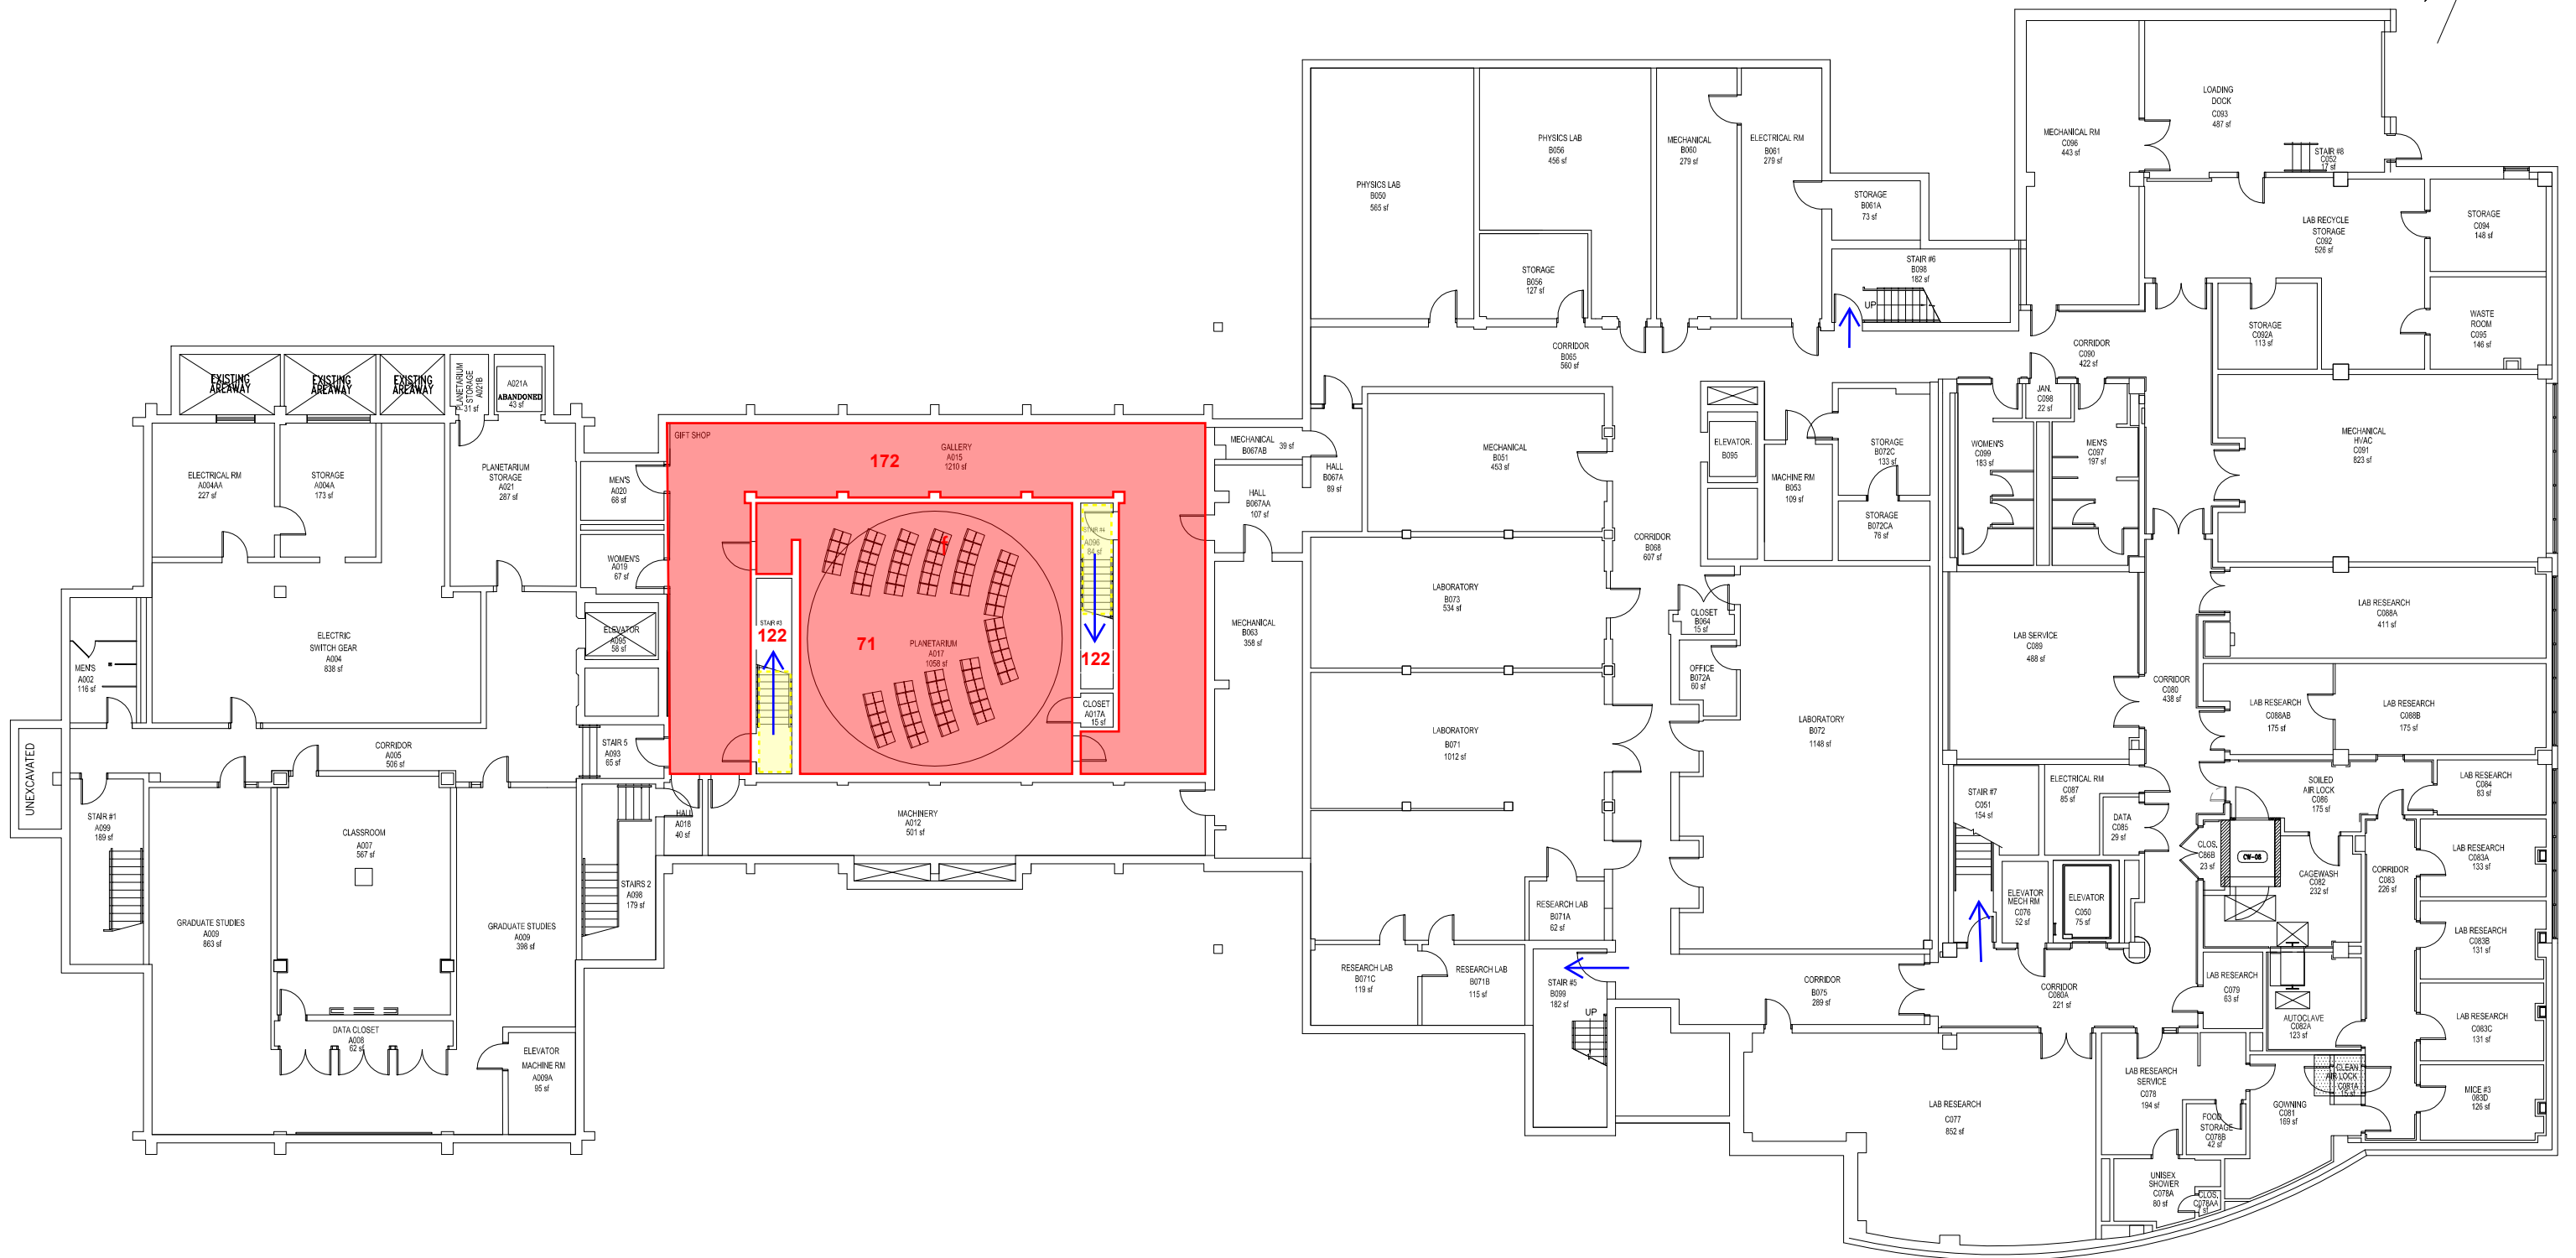 UNEXCAVATED
MEN'S
A002
116 sf
STAIR #1
A099
189 sf
EXISTING
AREAWAY
EXISTING
AREAWAY
EXISTING
AREAWAY
PLANETARIUM
STORAGE
A021B
31 sf
A021A
ABANDONED
43 sf
ELECTRICAL RM
A004AA
227 sf
STORAGE
A004A
173 sf
PLANETARIUM
STORAGE
A021
287 sf
ELECTRIC
SWITCH GEAR
A004
838 sf
CORRIDOR
A005
506 sf
GRADUATE STUDIES
A009
863 sf
CLASSROOM
A007
567 sf
GRADUATE STUDIES
A009
398 sf
DATA CLOSET
A008
62 sf
ELEVATOR
MACHINE RM
A009A
95 sf
MEN'S
A020
68 sf
WOMEN'S
A019
67 sf
ELEVATOR
A095
58 sf
STAIR 5
A093
65 sf
STAIRS 2
A098
179 sf
HALL
A018
40 sf
GIFT SHOP
GALLERY
A015
1210 sf
172
STAIR #3
122
71
f
PLANETARIUM
A017
1058 sf
STAIR #4
A096
84 sf
122
CLOSET
A017A
15 sf
MACHINERY
A012
501 sf
MECHANICAL
B067AB
39 sf
HALL
B067A
89 sf
HALL
B067AA
107 sf
MECHANICAL
B063
358 sf
PHYSICS LAB
B050
565 sf
PHYSICS LAB
B056
456 sf
STORAGE
B056
127 sf
MECHANICAL
B060
279 sf
ELECTRICAL RM
B061
279 sf
STORAGE
B061A
73 sf
STAIR #6
B098
182 sf
UP
CORRIDOR
B065
560 sf
MECHANICAL
B051
453 sf
LABORATORY
B073
534 sf
LABORATORY
B071
1012 sf
RESEARCH LAB
B071A
62 sf
RESEARCH LAB
B071C
119 sf
RESEARCH LAB
B071B
115 sf
STAIR #5
B099
182 sf
UP
CORRIDOR
B068
607 sf
ELEVATOR.
B095
MACHINE RM
B053
109 sf
STORAGE
B072C
133 sf
STORAGE
B072CA
76 sf
CLOSET
B064
15 sf
OFFICE
B072A
60 sf
LABORATORY
B072
1148 sf
CORRIDOR
B075
289 sf
MECHANICAL RM
C096
443 sf
LOADING
DOCK
C093
487 sf
STAIR #8
C052
17 sf
LAB RECYCLE
STORAGE
C092
526 sf
STORAGE
C094
148 sf
WASTE
ROOM
C095
146 sf
STORAGE
C092A
113 sf
CORRIDOR
C090
422 sf
JAN.
C098
22 sf
WOMEN'S
C099
183 sf
MEN'S
C097
197 sf
MECHANICAL
HVAC
C091
823 sf
LAB SERVICE
C089
488 sf
LAB RESEARCH
C088A
411 sf
CORRIDOR
C080
438 sf
LAB RESEARCH
C088AB
175 sf
LAB RESEARCH
C088B
175 sf
STAIR #7
C051
154 sf
ELECTRICAL RM
C087
85 sf
DATA
C085
29 sf
SOILED
AIR LOCK
C086
175 sf
LAB RESEARCH
C084
83 sf
CLOS.
C86B
23 sf
CW-08
CAGEWASH
C082
232 sf
CORRIDOR
C083
226 sf
LAB RESEARCH
C083A
133 sf
ELEVATOR
MECH RM
C076
52 sf
ELEVATOR
C050
75 sf
LAB RESEARCH
C083B
131 sf
CORRIDOR
C080A
221 sf
LAB RESEARCH
C079
63 sf
AUTOCLAVE
C082A
123 sf
LAB RESEARCH
C083C
131 sf
LAB RESEARCH
C077
852 sf
LAB RESEARCH
SERVICE
C078
194 sf
FOOD
STORAGE
C078B
42 sf
CLEAN
AIR LOCK
C081A
15 sf
GOWNING
C081
169 sf
MICE #3
083D
126 sf
UNISEX
SHOWER
C078A
80 sf
CLOS.
C078AA
sf